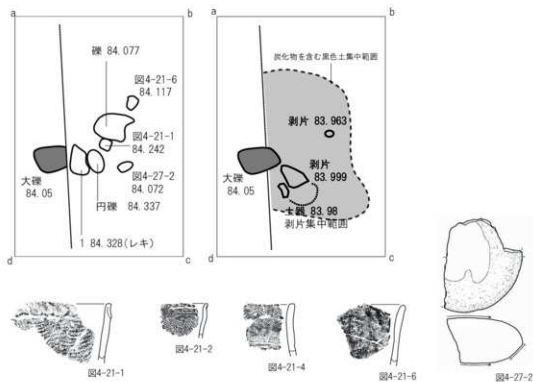 a
b
礫 84.077
図4-21-6
84.117
図4-21-1
84.242
図4-27-2
84.072
大礫
84.05
円礫 84.337
1 84.328(レキ)
d
c
a
b
炭化物を含む黒色土集中範囲
剥片 83.963
剥片
83.999
大礫
84.05
土器 83.98
剥片集中範囲
d
c
図4-21-1
図4-21-2
図4-21-4
図4-21-6
図4-27-2